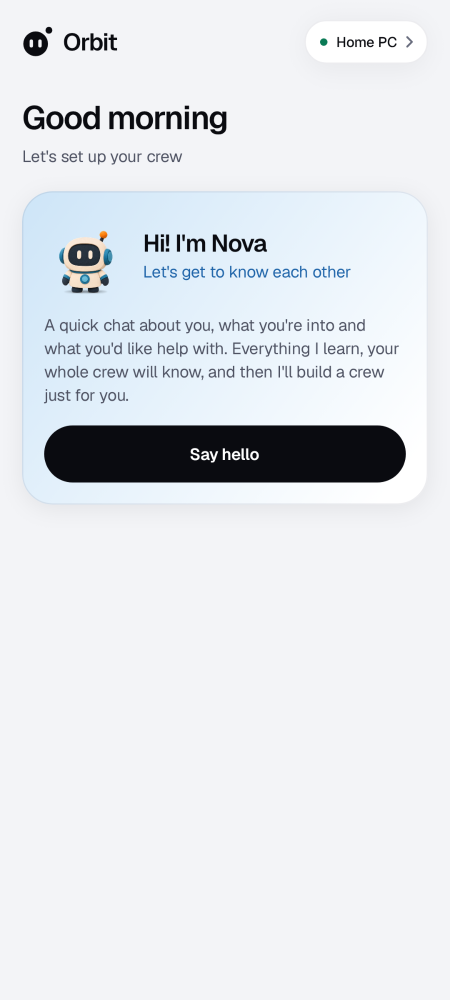 Orbit
Home PC
Good morning
Let's set up your crew
Hi! I'm Nova
Let's get to know each other
A quick chat about you, what you're into and
what you'd like help with. Everything I learn, your
whole crew will know, and then I'll build a crew
just for you.
Say hello